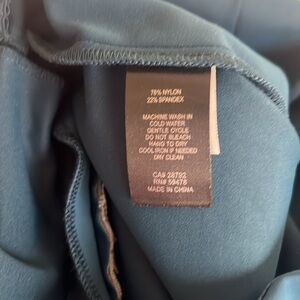 78% NYLON
22% SPANDEX
MACHINE WASH IN
COLD WATER
GENTLE CYCLE
DO NOT BLEACH
HANG TO DRY
COOL IRON IF NEEDED
DRY CLEAN
CA# 28792
RN# 59478
MADE IN CHINA